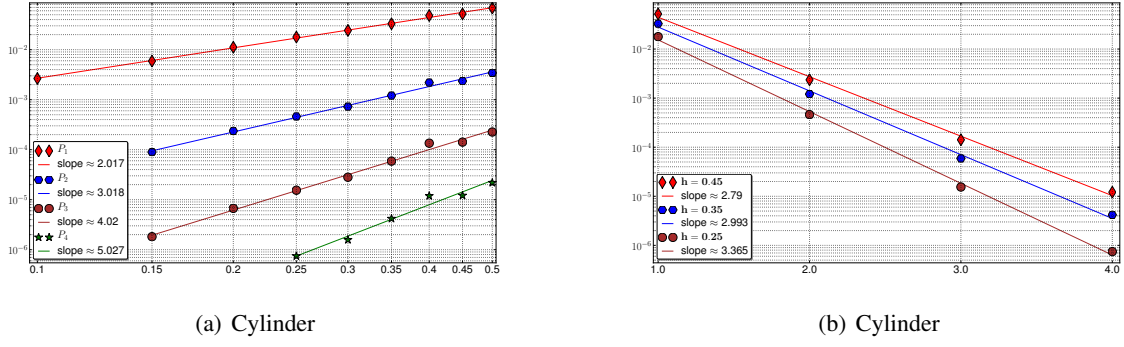 10⁻²
10⁻³
10⁻⁴
10⁻⁵
10⁻⁶
P₁
slope ≈ 2.017
P₂
slope ≈ 3.018
P₃
slope ≈ 4.02
P₄
slope ≈ 5.027
0.1 0.15 0.2 0.25 0.3 0.35 0.4 0.45 0.5
(a) Cylinder
10⁻²
10⁻³
10⁻⁴
10⁻⁵
10⁻⁶
h = 0.45
slope ≈ 2.79
h = 0.35
slope ≈ 2.993
h = 0.25
slope ≈ 3.365
1.0 2.0 3.0 4.0
(b) Cylinder